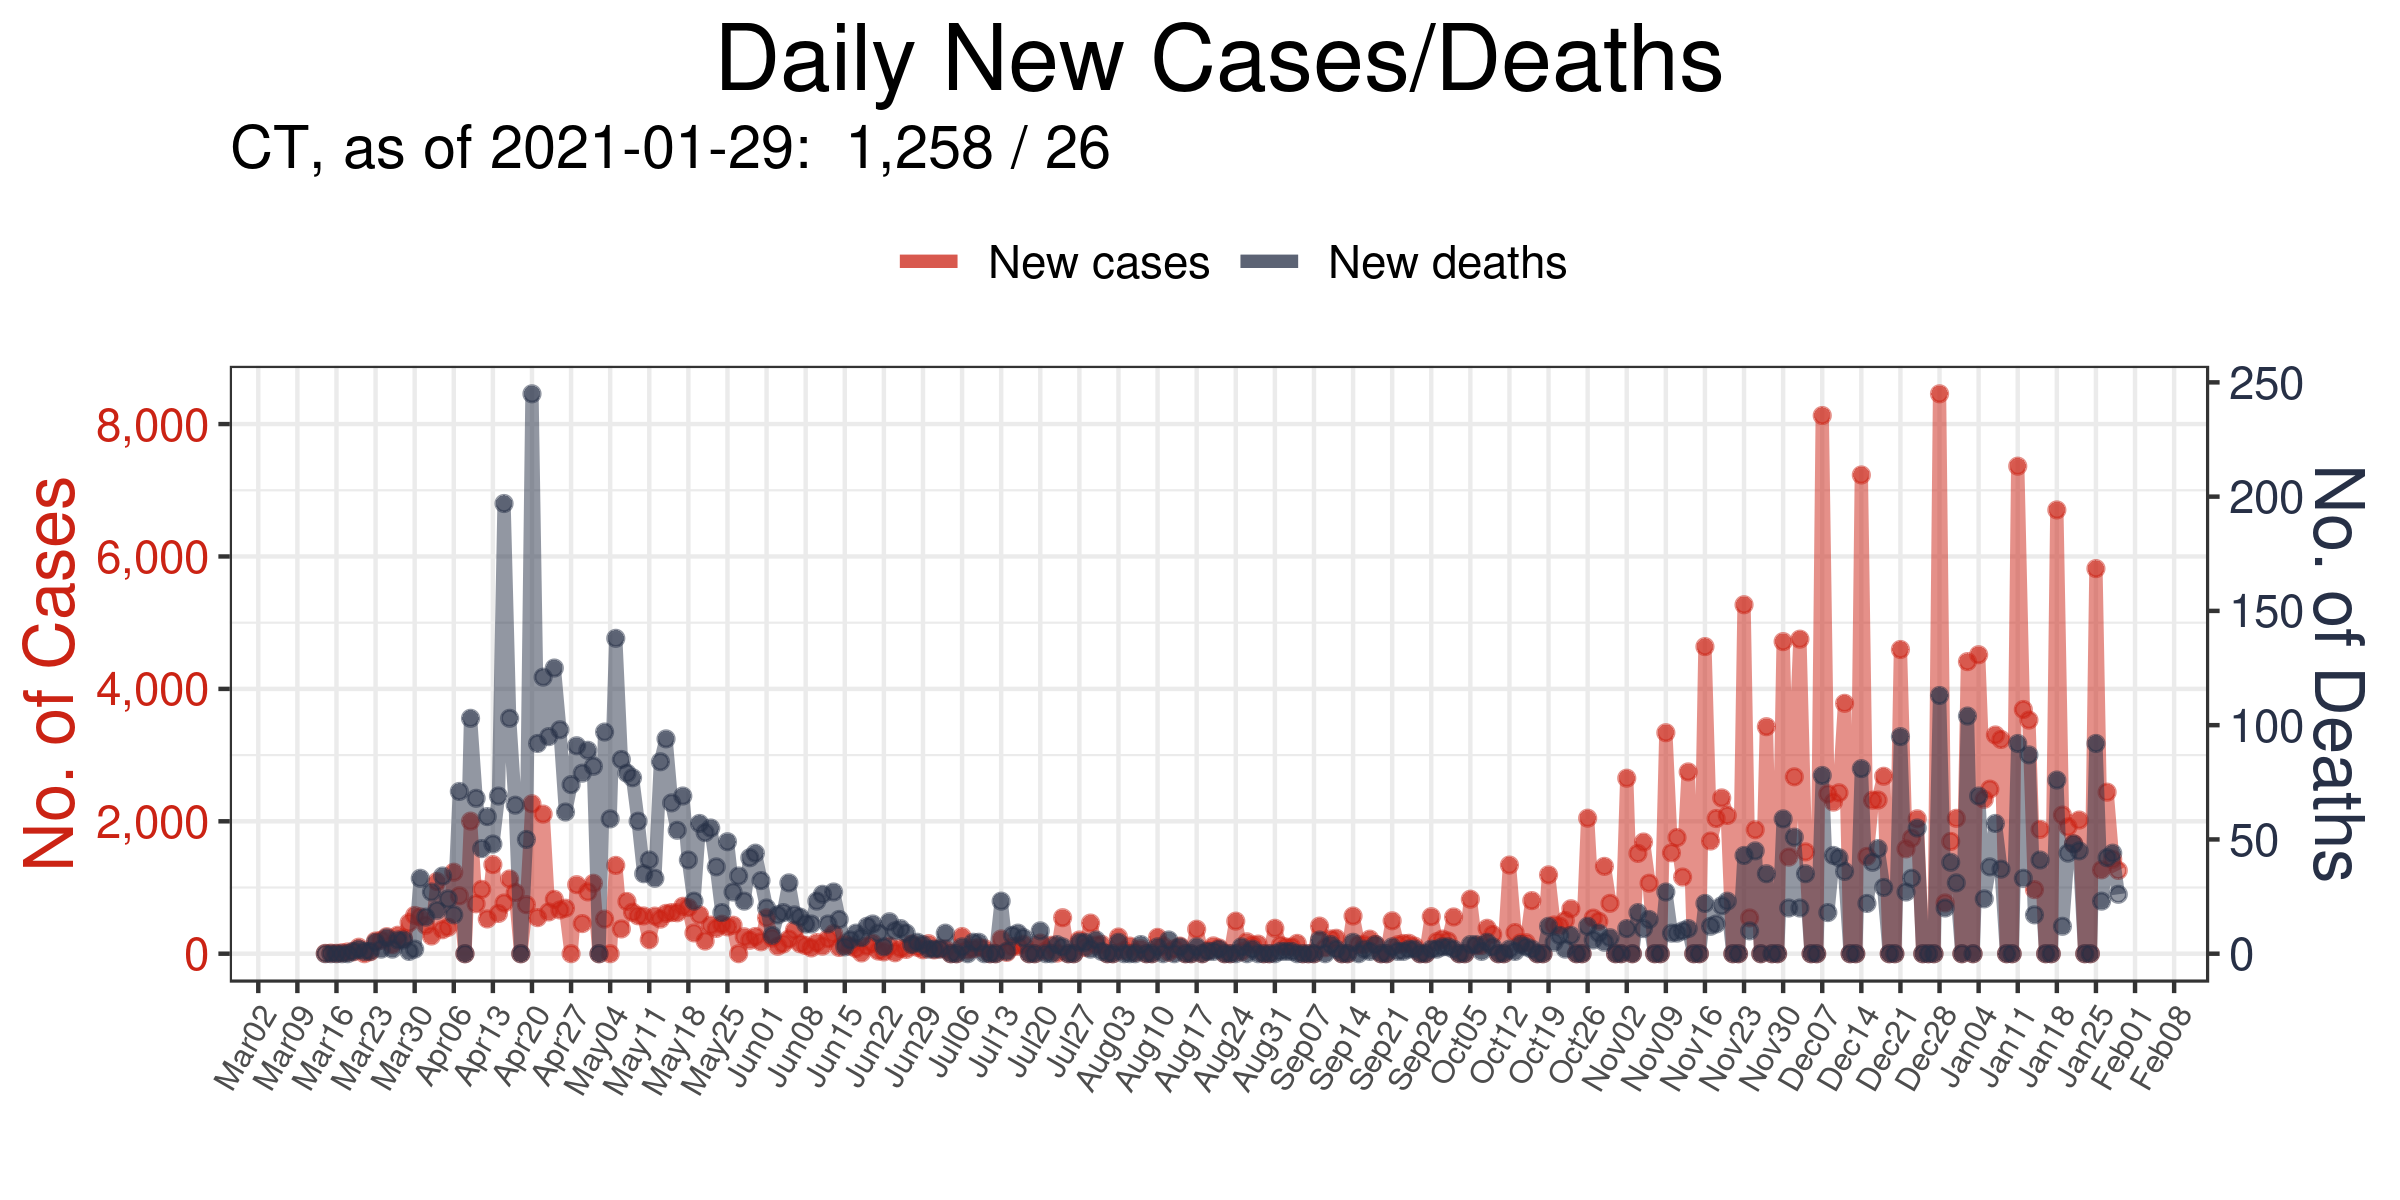 Daily New Cases/Deaths
CT, as of 2021-01-29:  1,258 / 26
New cases
New deaths
No. of Cases
8,000
6,000
4,000
2,000
0
250
200
150
100
50
0
No. of Deaths
Mar02
Mar09
Mar16
Mar23
Mar30
Apr06
Apr13
Apr20
Apr27
May04
May11
May18
May25
Jun01
Jun08
Jun15
Jun22
Jun29
Jul06
Jul13
Jul20
Jul27
Aug03
Aug10
Aug17
Aug24
Aug31
Sep07
Sep14
Sep21
Sep28
Oct05
Oct12
Oct19
Oct26
Nov02
Nov09
Nov16
Nov23
Nov30
Dec07
Dec14
Dec21
Dec28
Jan04
Jan11
Jan18
Jan25
Feb01
Feb08